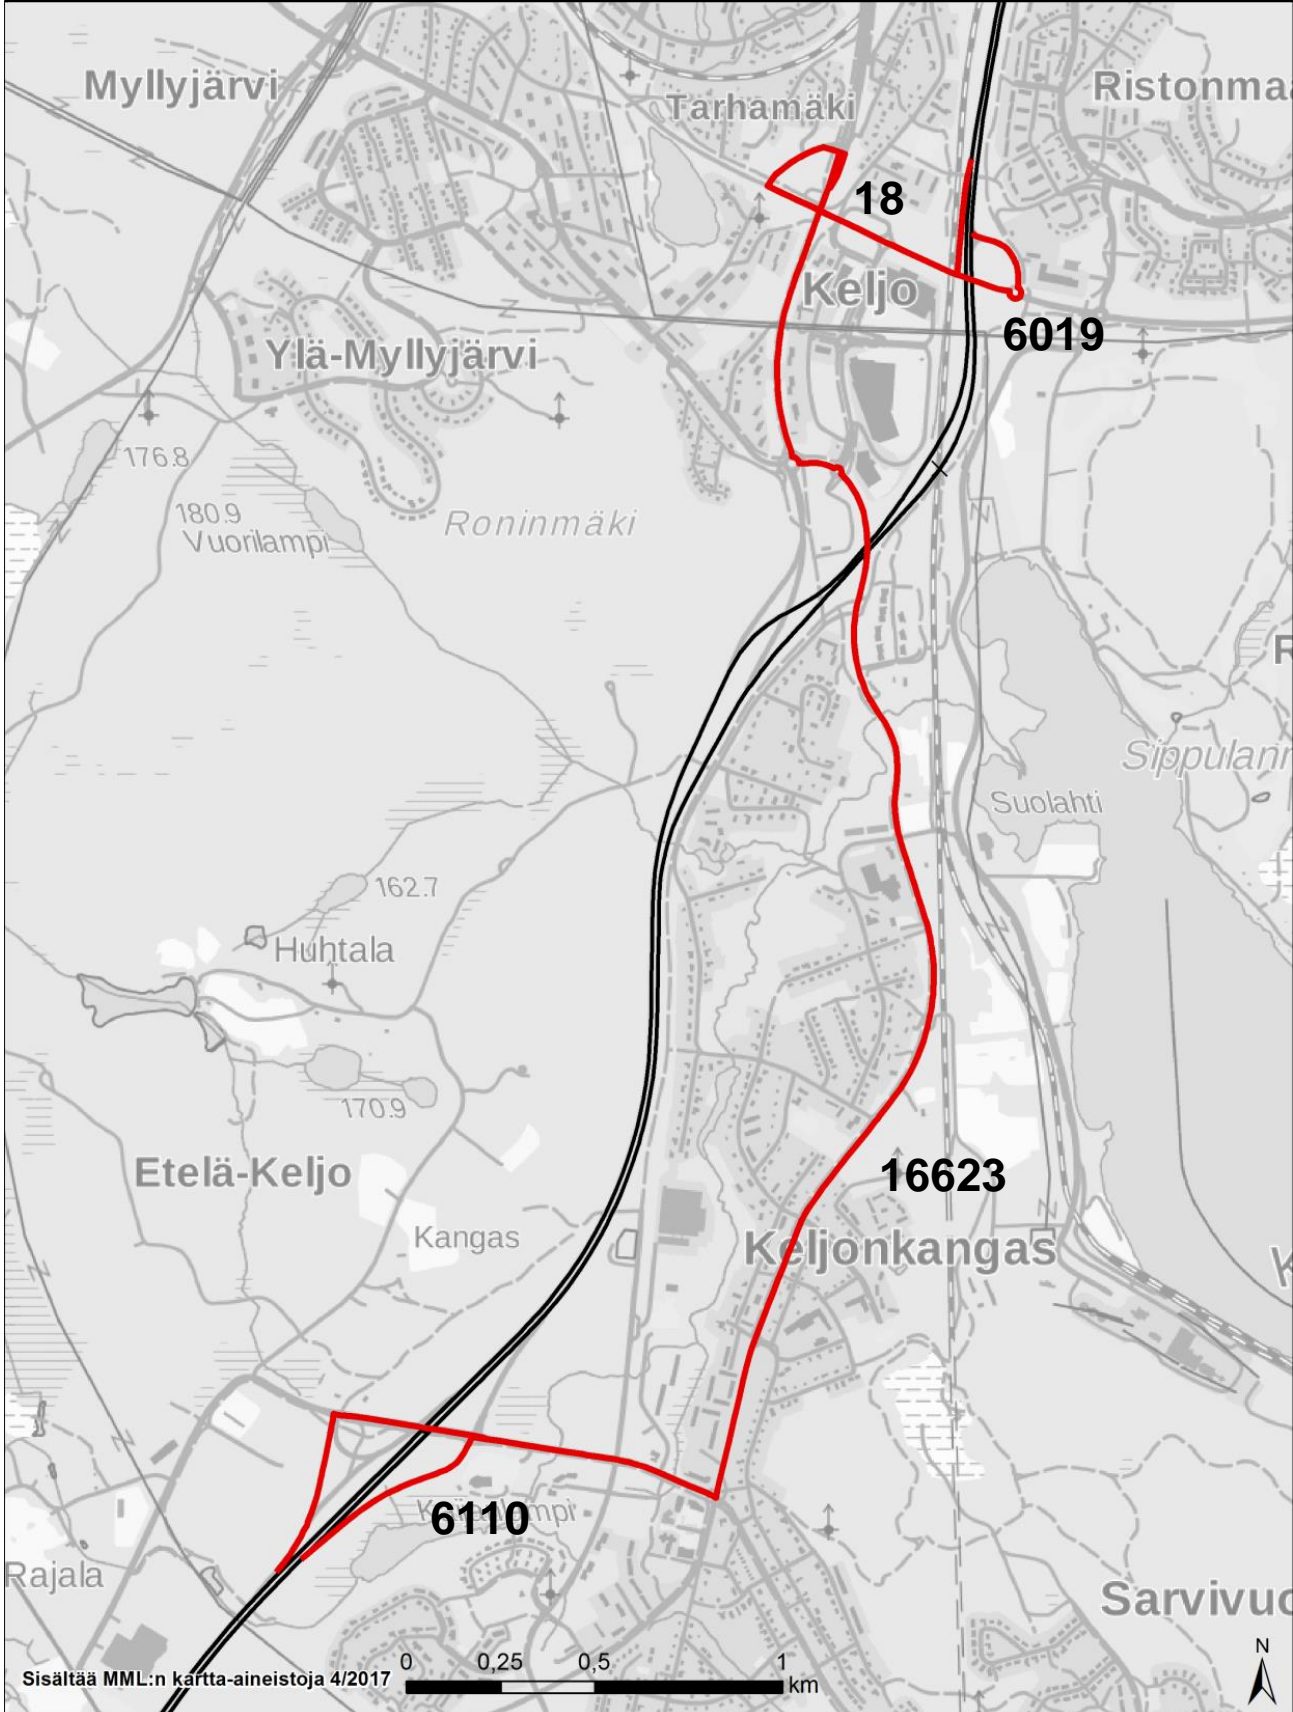 Myllyjärvi
Tarhamäki
Ristonmaa
18
Keljo
6019
Ylä-Myllyjärvi
176.8
180.9
Vuorilampi
Roninmäki
Sippulann
Suolahti
162.7
Huhtala
170.9
Etelä-Keljo
16623
Kangas
Keljonkangas
K
6110
Rajala
Sarvivuo
N
0 0,25 0,5 1
km
Sisältää MML:n kartta-aineistoja 4/2017